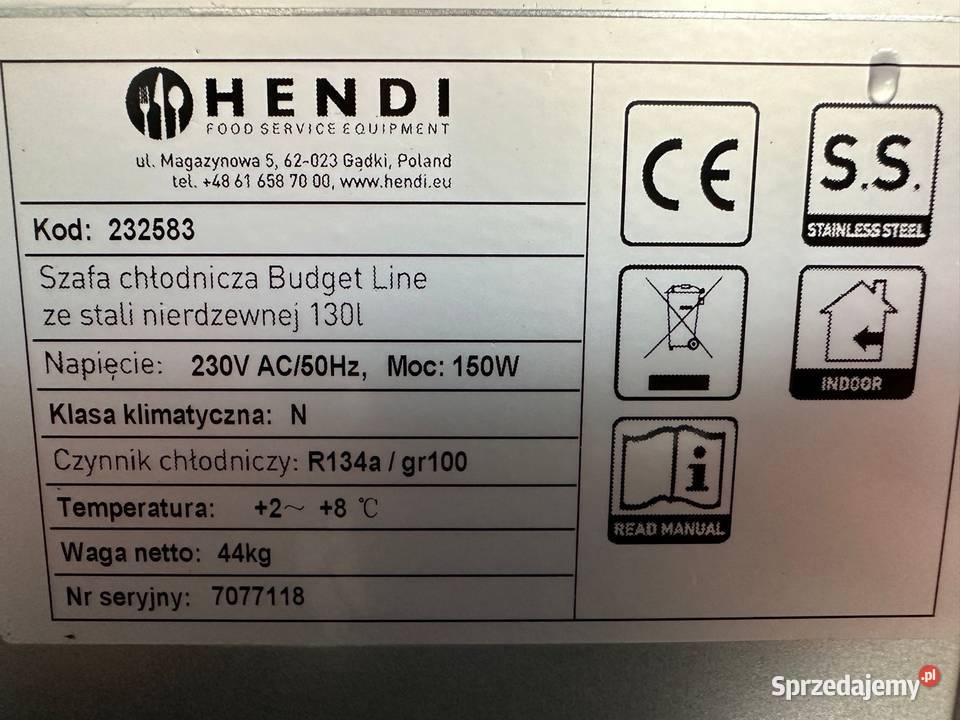 HENDI
FOOD SERVICE EQUIPMENT
ul. Magazynowa 5, 62-023 Gądki, Poland
tel. +48 61 658 70 00, www.hendi.eu
Kod: 232583
Szafa chłodnicza Budget Line
ze stali nierdzewnej 130l
Napięcie: 230V AC/50Hz, Moc: 150W
Klasa klimatyczna: N
Czynnik chłodniczy: R134a / gr100
Temperatura: +2~ +8 ℃
Waga netto: 44kg
Nr seryjny: 7077118
CE
S.S.
STAINLESS STEEL
INDOOR
i
READ MANUAL
Sprzedajemy.pl